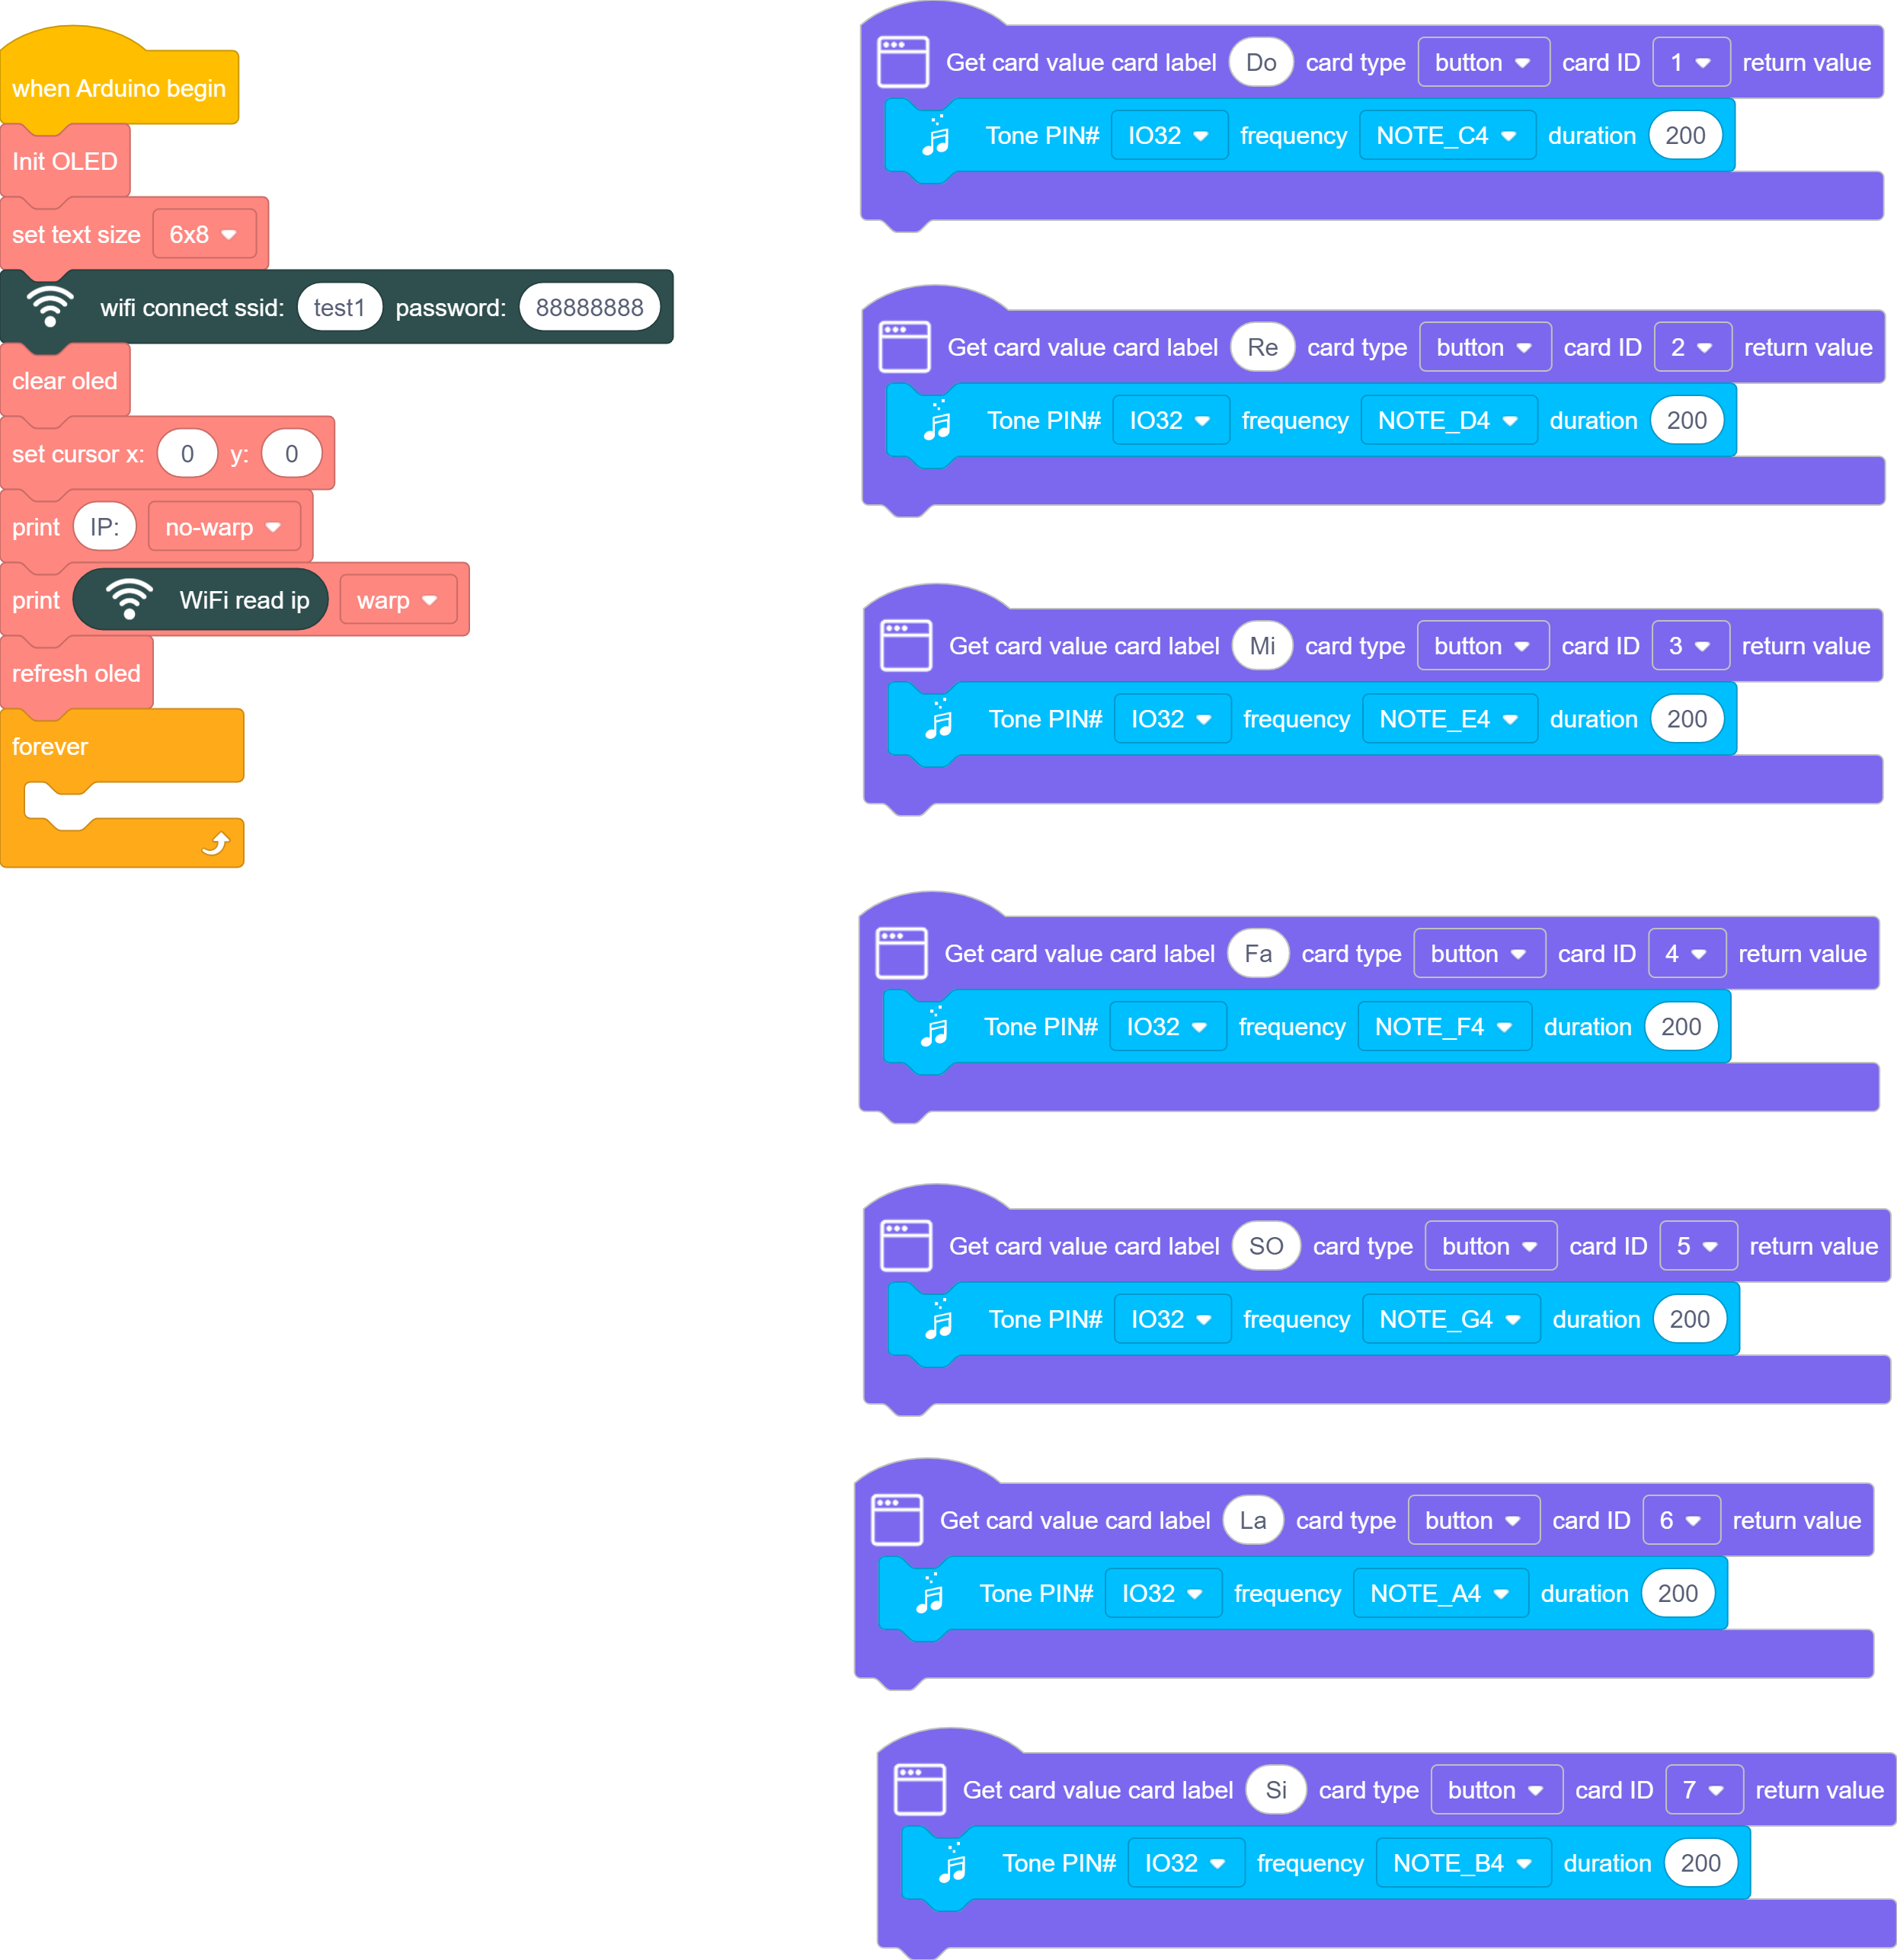 when Arduino begin
Init OLED
set text size 6x8
wifi connect ssid: test1 password: 88888888
clear oled
set cursor x: 0 y: 0
print IP: no-warp
print WiFi read ip warp
refresh oled
forever
Get card value card label Do card type button card ID 1 return value
Tone PIN# IO32 frequency NOTE_C4 duration 200
Get card value card label Re card type button card ID 2 return value
Tone PIN# IO32 frequency NOTE_D4 duration 200
Get card value card label Mi card type button card ID 3 return value
Tone PIN# IO32 frequency NOTE_E4 duration 200
Get card value card label Fa card type button card ID 4 return value
Tone PIN# IO32 frequency NOTE_F4 duration 200
Get card value card label SO card type button card ID 5 return value
Tone PIN# IO32 frequency NOTE_G4 duration 200
Get card value card label La card type button card ID 6 return value
Tone PIN# IO32 frequency NOTE_A4 duration 200
Get card value card label Si card type button card ID 7 return value
Tone PIN# IO32 frequency NOTE_B4 duration 200